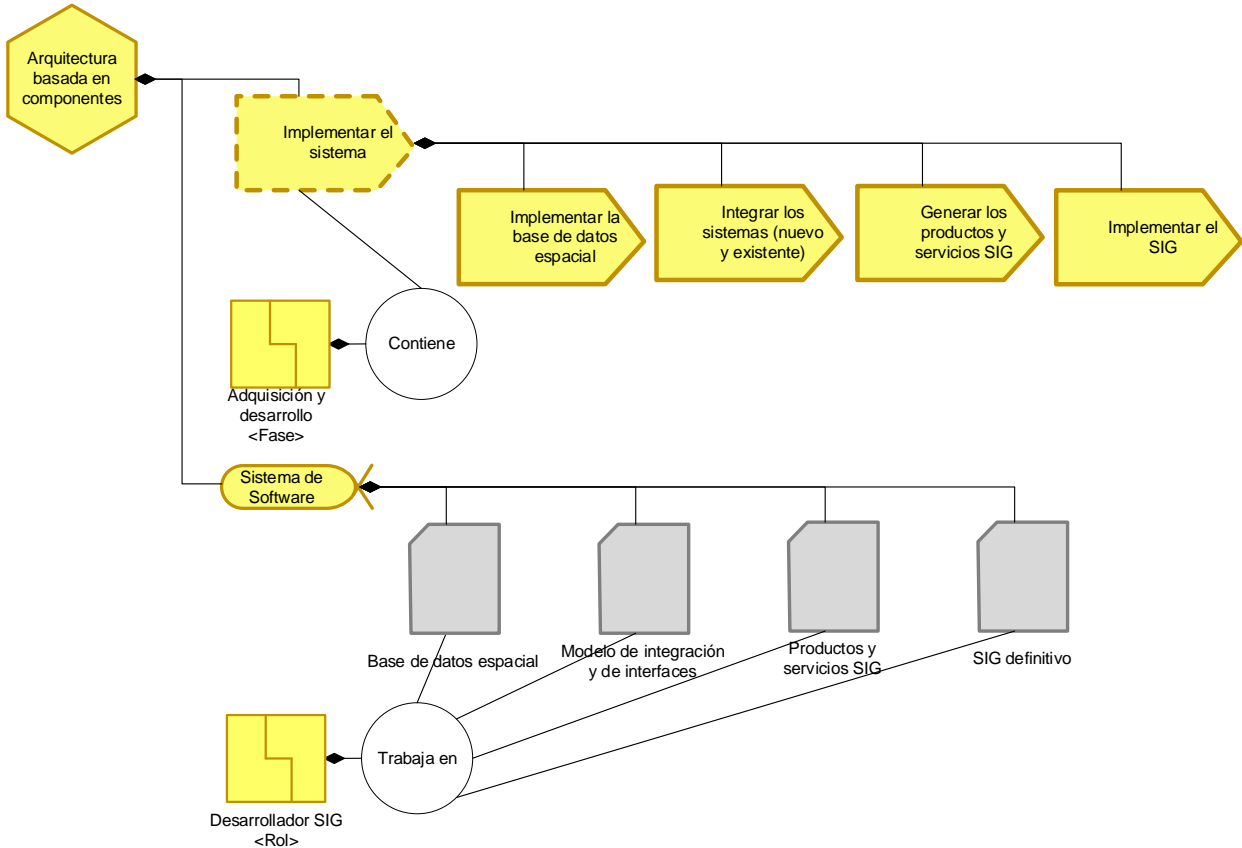 Arquitectura
basada en
componentes
Implementar el
sistema
Implementar la
base de datos
espacial
Integrar los
sistemas (nuevo
y existente)
Generar los
productos y
servicios SIG
Implementar el
SIG
Contiene
Adquisición y
desarrollo
<Fase>
Sistema de
Software
Base de datos espacial
Modelo de integración
y de interfaces
Productos y
servicios SIG
SIG definitivo
Trabaja en
Desarrollador SIG
<Rol>